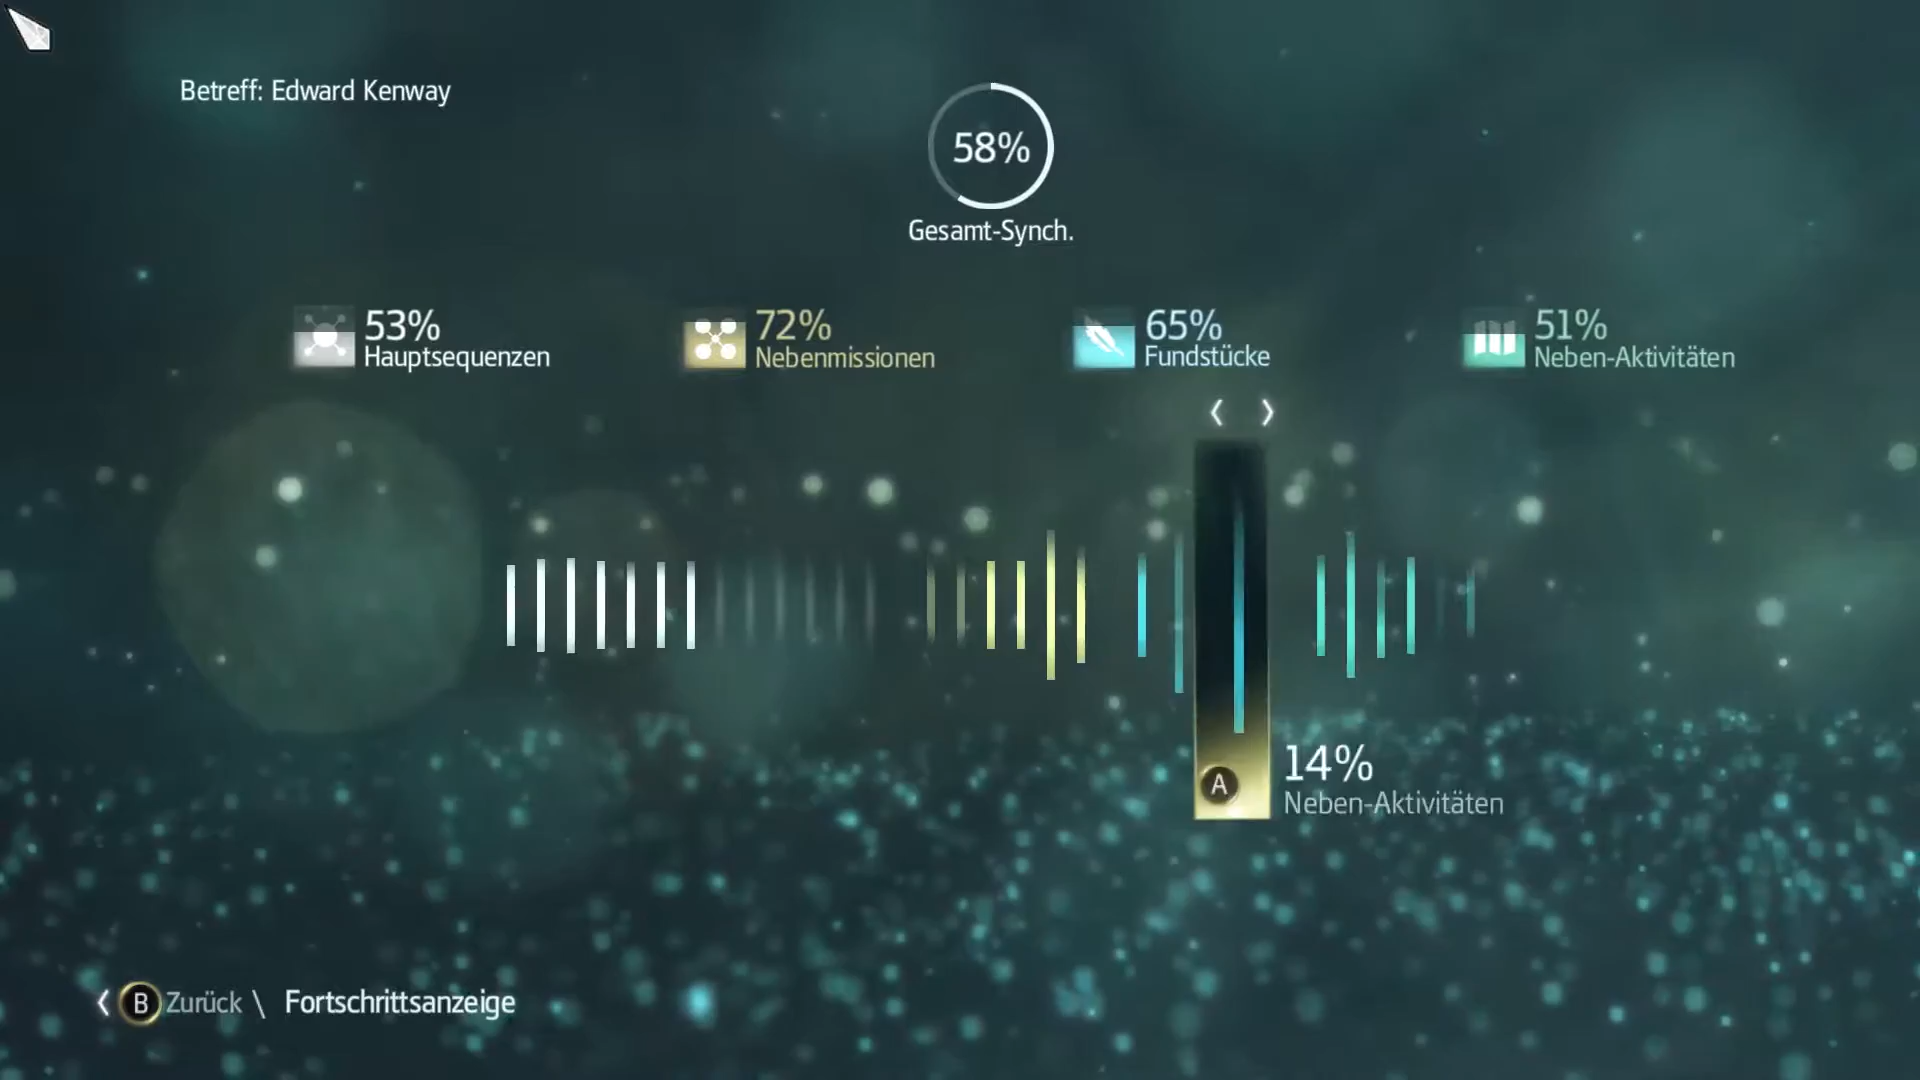 Betreff: Edward Kenway
58%
Gesamt-Synch.
53%
Hauptsequenzen
72%
Nebenmissionen
65%
Fundstücke
51%
Neben-Aktivitäten
A
14%
Neben-Aktivitäten
B Zurück \ Fortschrittsanzeige